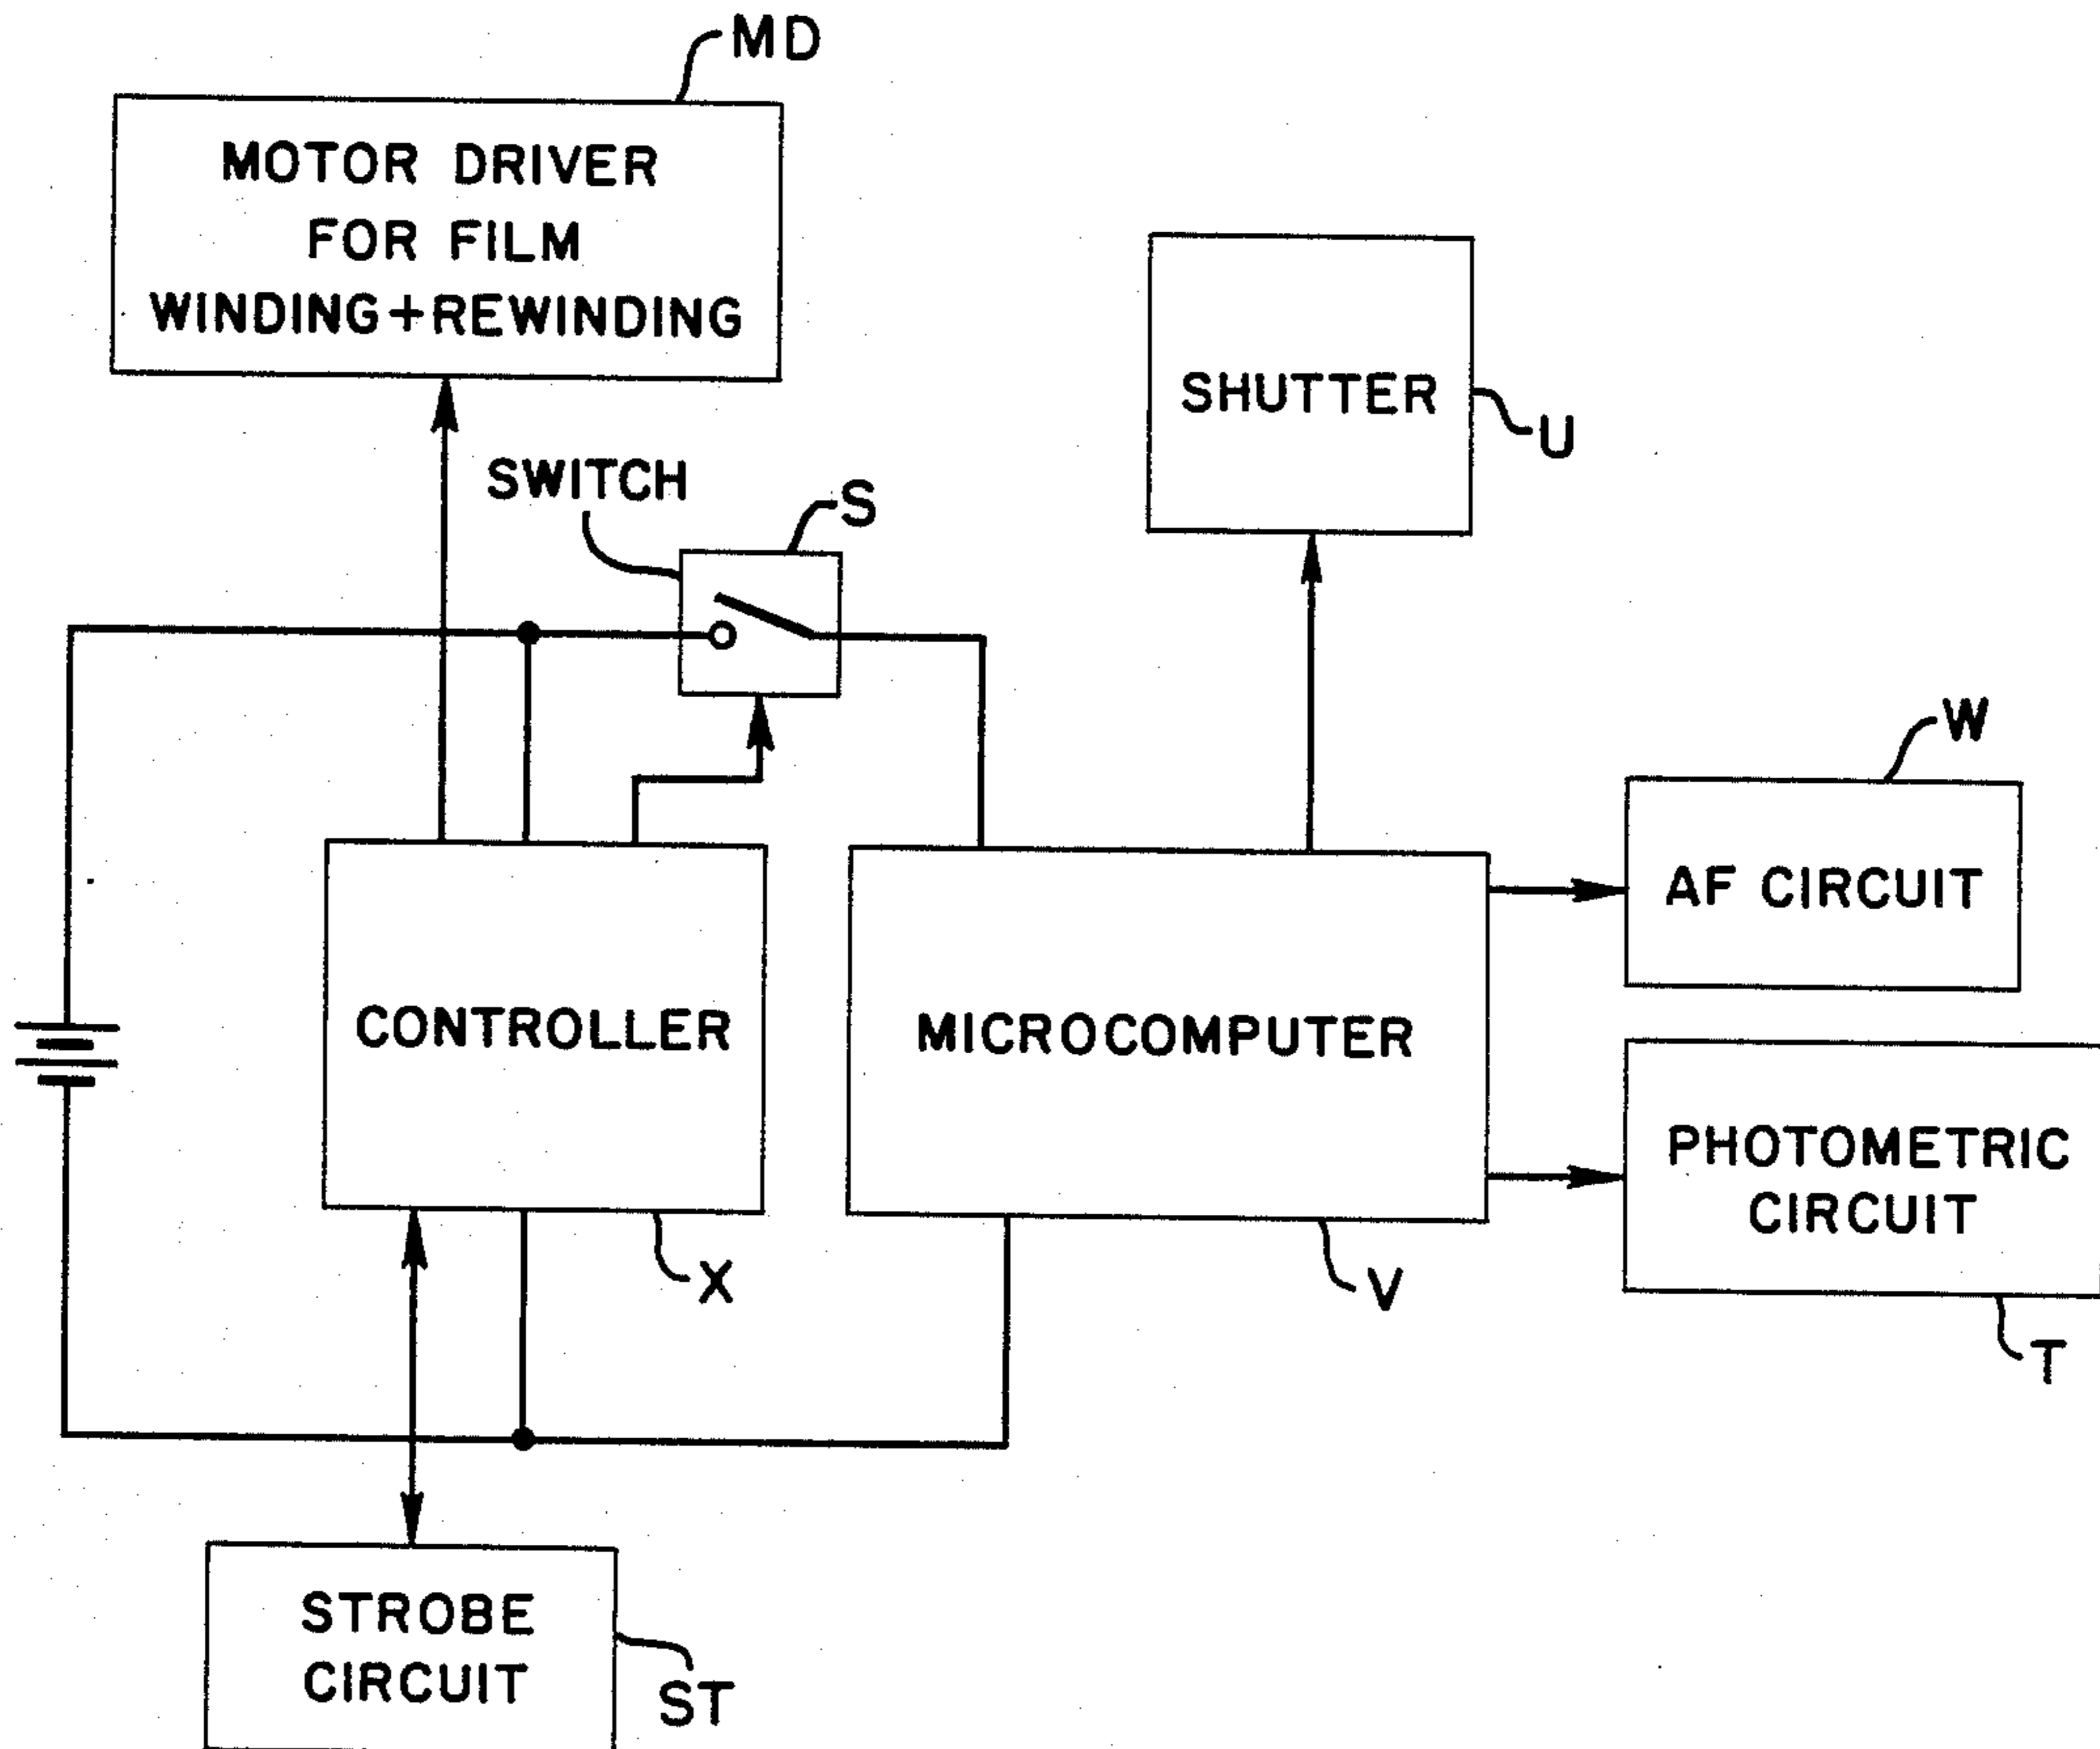 MD
MOTOR DRIVER
FOR FILM
WINDING+REWINDING
SHUTTER
U
SWITCH
S
W
AF CIRCUIT
CONTROLLER
MICROCOMPUTER
PHOTOMETRIC
CIRCUIT
X
V
T
STROBE
CIRCUIT
ST